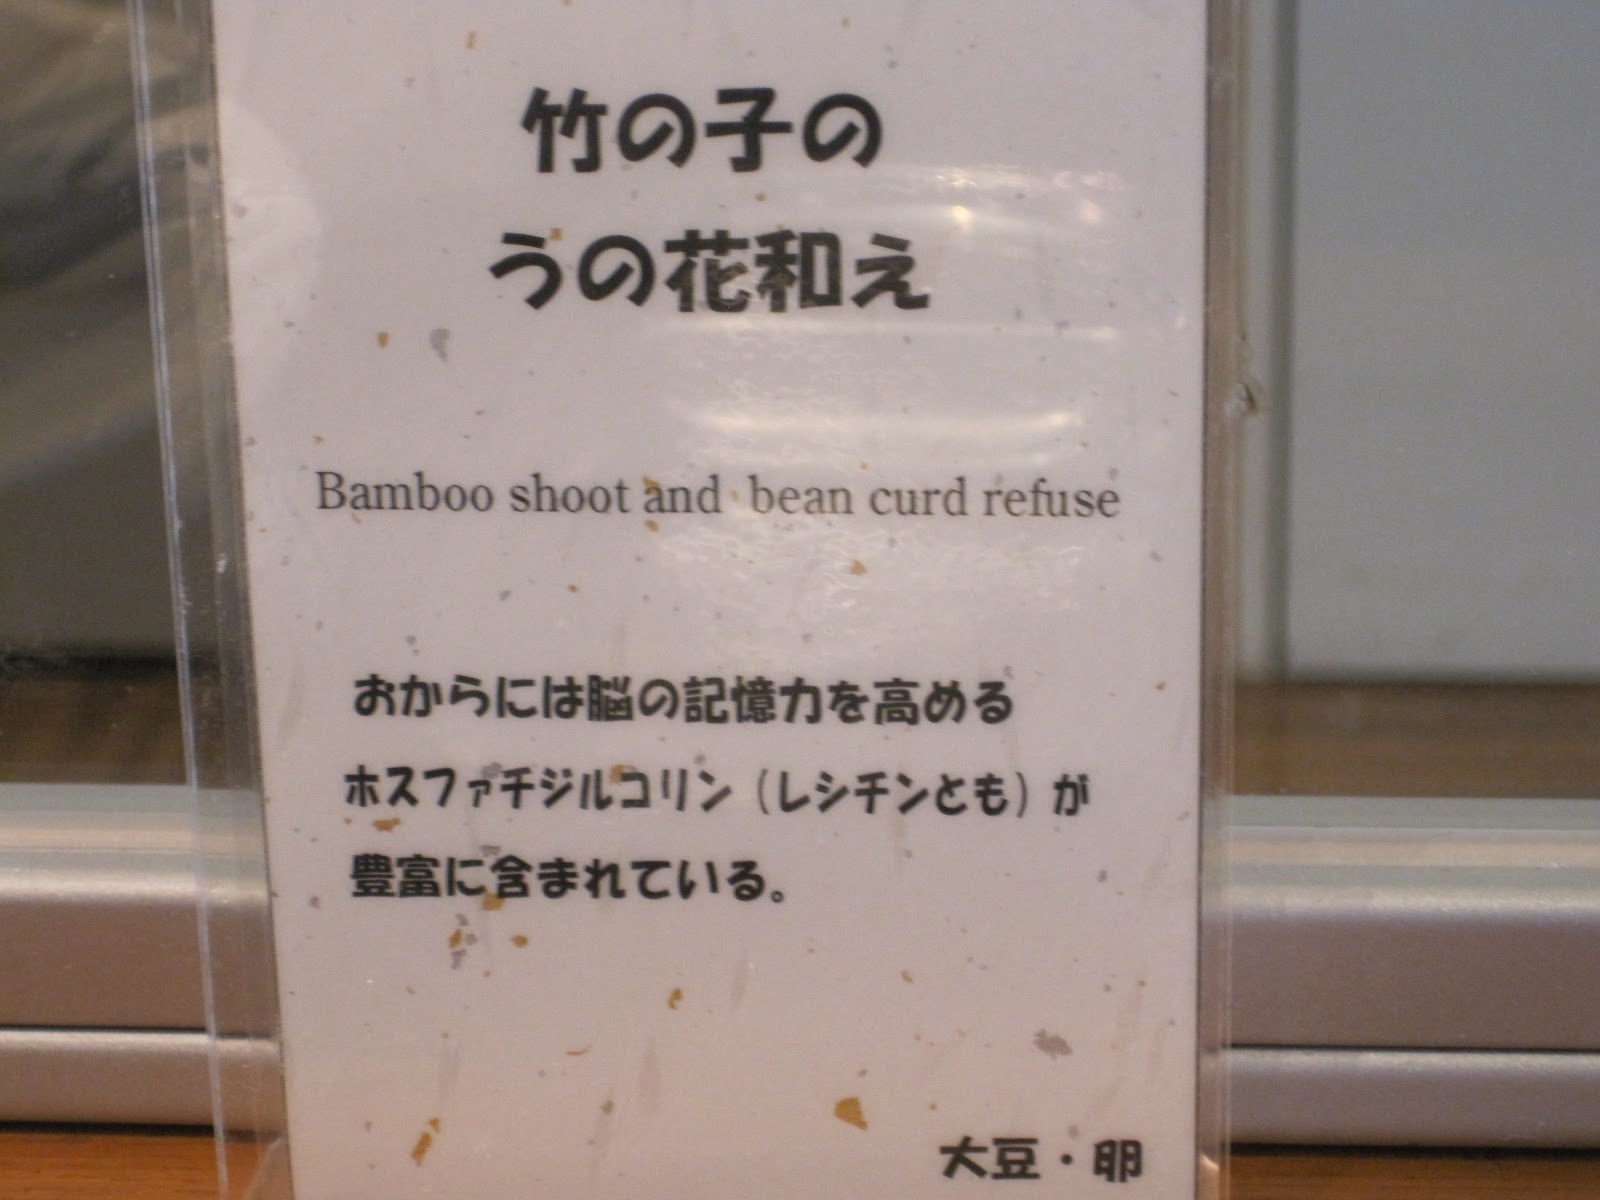 竹の子の
うの花和え
Bamboo shoot and bean curd refuse
おからには脳の記憶力を高める
ホスファチジルコリン（レシチンとも）が
豊富に含まれている。
大豆・卵